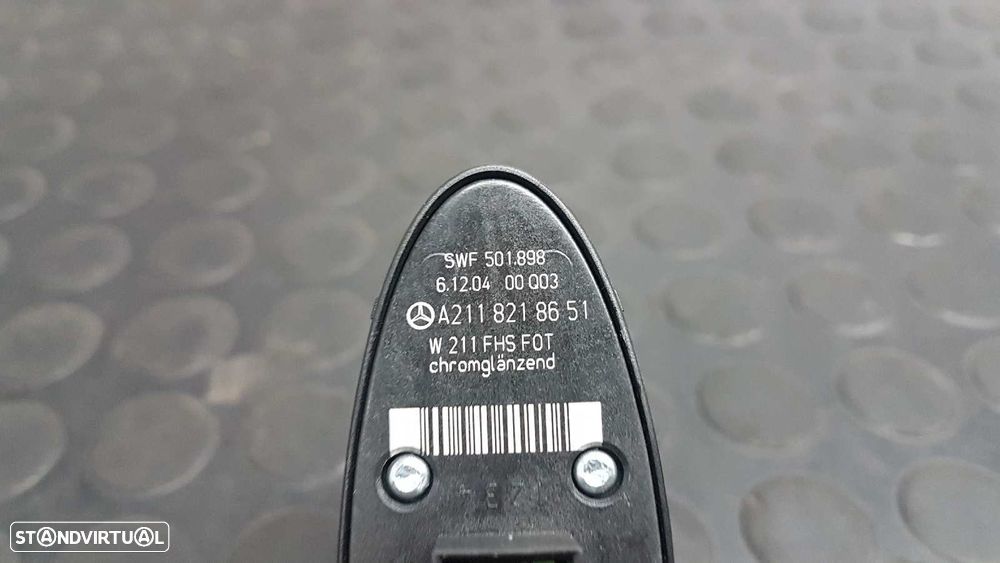 SWF 501.898
6.12.04 00 Q03
A211 821 86 51
W 211 FHS FOT
chromglänzend
STANDVIRTUAL